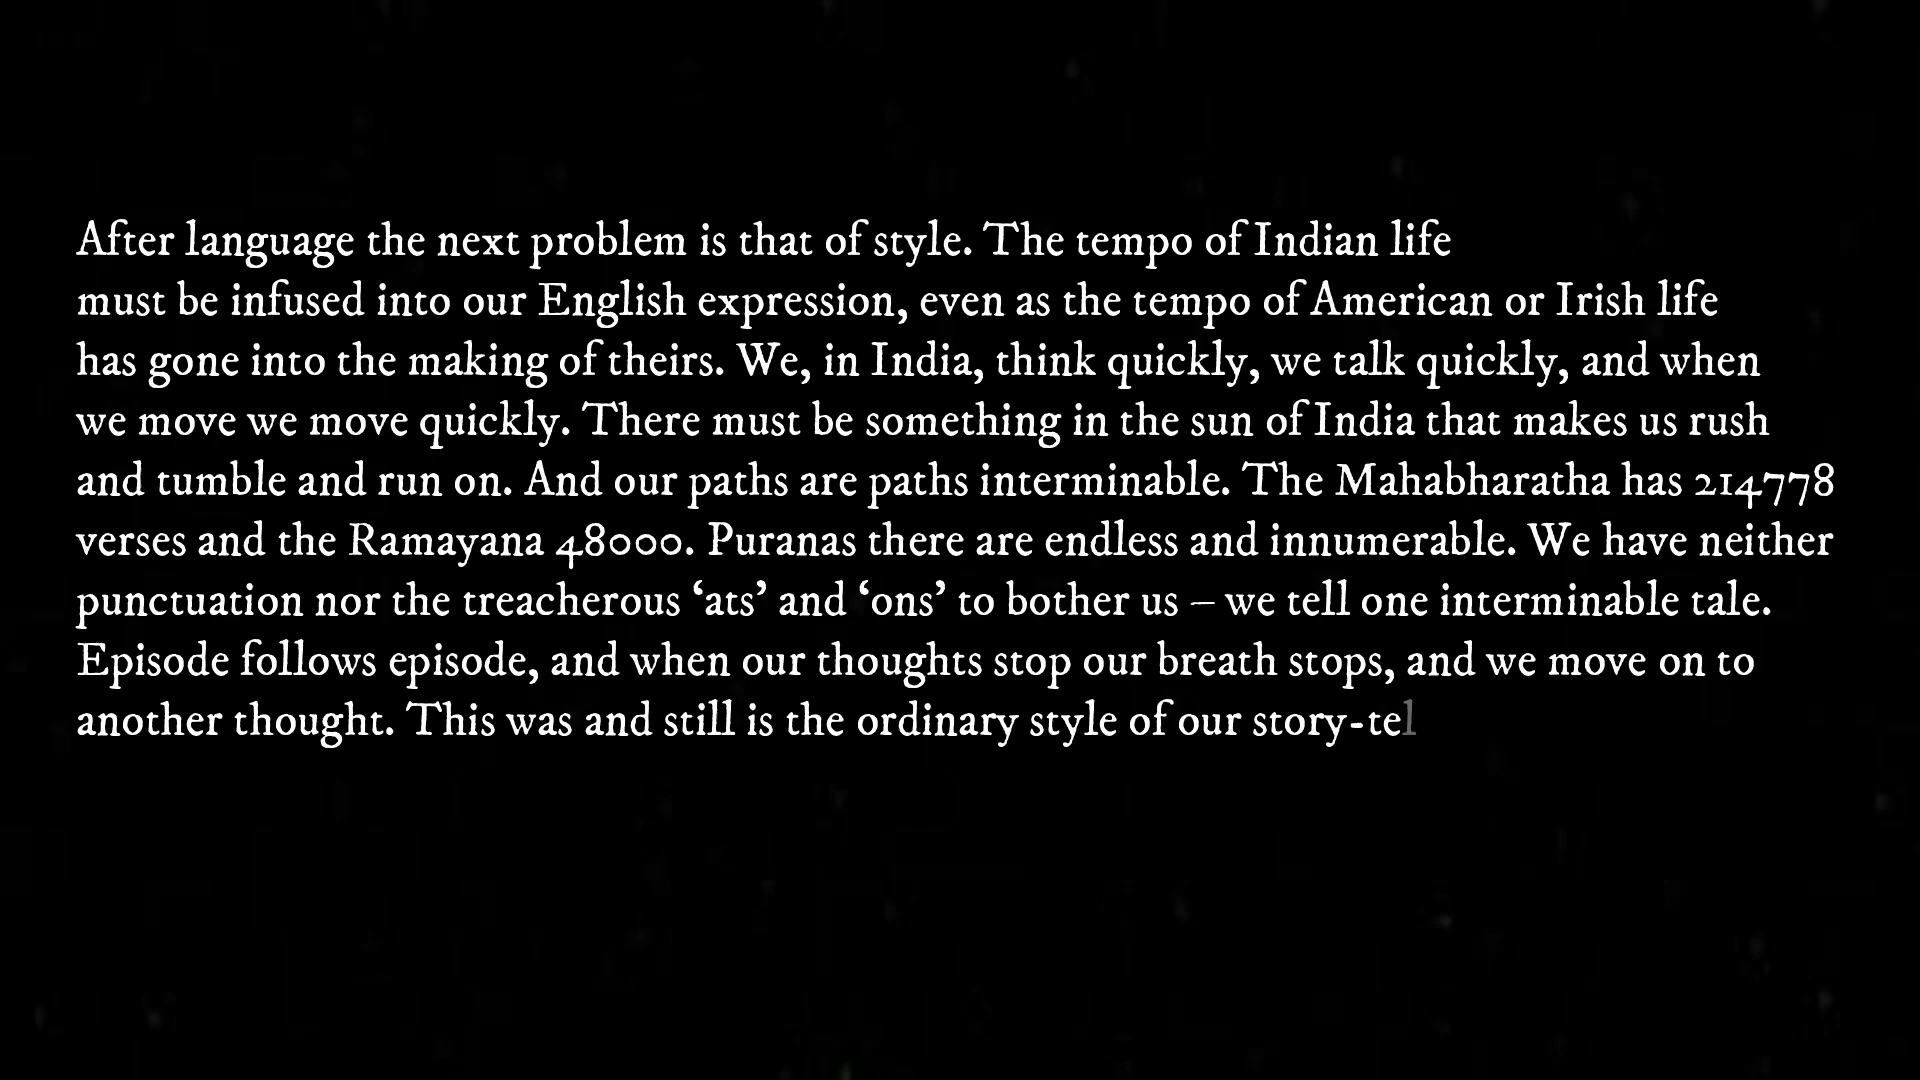 After language the next problem is that of style. The tempo of Indian life
must be infused into our English expression, even as the tempo of American or Irish life
has gone into the making of theirs. We, in India, think quickly, we talk quickly, and when
we move we move quickly. There must be something in the sun of India that makes us rush
and tumble and run on. And our paths are paths interminable. The Mahabharatha has 214778
verses and the Ramayana 48000. Puranas there are endless and innumerable. We have neither
punctuation nor the treacherous ‘ats’ and ‘ons’ to bother us – we tell one interminable tale.
Episode follows episode, and when our thoughts stop our breath stops, and we move on to
another thought. This was and still is the ordinary style of our story-tel